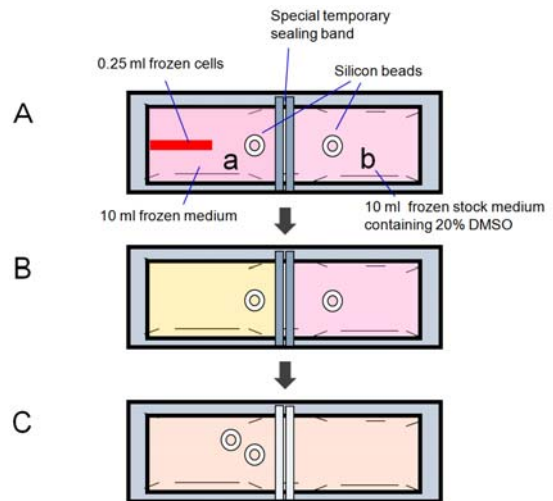 Special temporary
sealing band
0.25 ml frozen cells
Silicon beads
A
a
b
10 ml frozen medium
10 ml  frozen stock medium
containing 20% DMSO
B
C